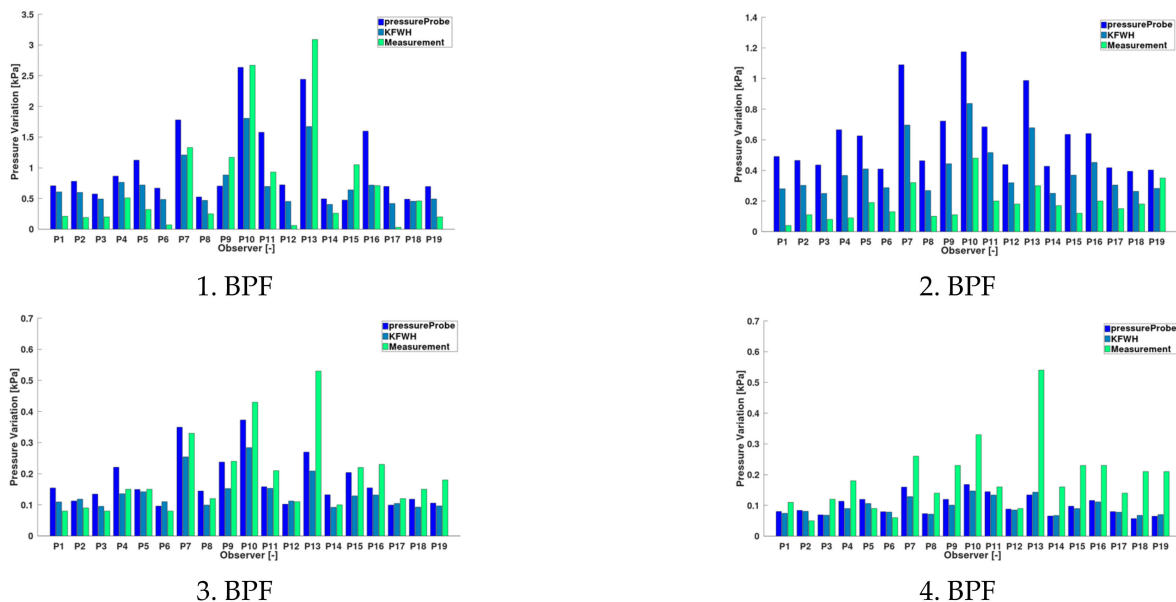 3.5
3
2.5
2
1.5
1
0.5
0
Pressure Variation [kPa]
pressureProbe
KFWH
Measurement
P1 P2 P3 P4 P5 P6 P7 P8 P9 P10 P11 P12 P13 P14 P15 P16 P17 P18 P19
Observer [-]
1. BPF
1.4
1.2
1
0.8
0.6
0.4
0.2
0
Pressure Variation [kPa]
pressureProbe
KFWH
Measurement
P1 P2 P3 P4 P5 P6 P7 P8 P9 P10 P11 P12 P13 P14 P15 P16 P17 P18 P19
Observer [-]
2. BPF
0.7
0.6
0.5
0.4
0.3
0.2
0.1
0
Pressure Variation [kPa]
pressureProbe
KFWH
Measurement
P1 P2 P3 P4 P5 P6 P7 P8 P9 P10 P11 P12 P13 P14 P15 P16 P17 P18 P19
Observer [-]
3. BPF
0.7
0.6
0.5
0.4
0.3
0.2
0.1
0
Pressure Variation [kPa]
pressureProbe
KFWH
Measurement
P1 P2 P3 P4 P5 P6 P7 P8 P9 P10 P11 P12 P13 P14 P15 P16 P17 P18 P19
Observer [-]
4. BPF